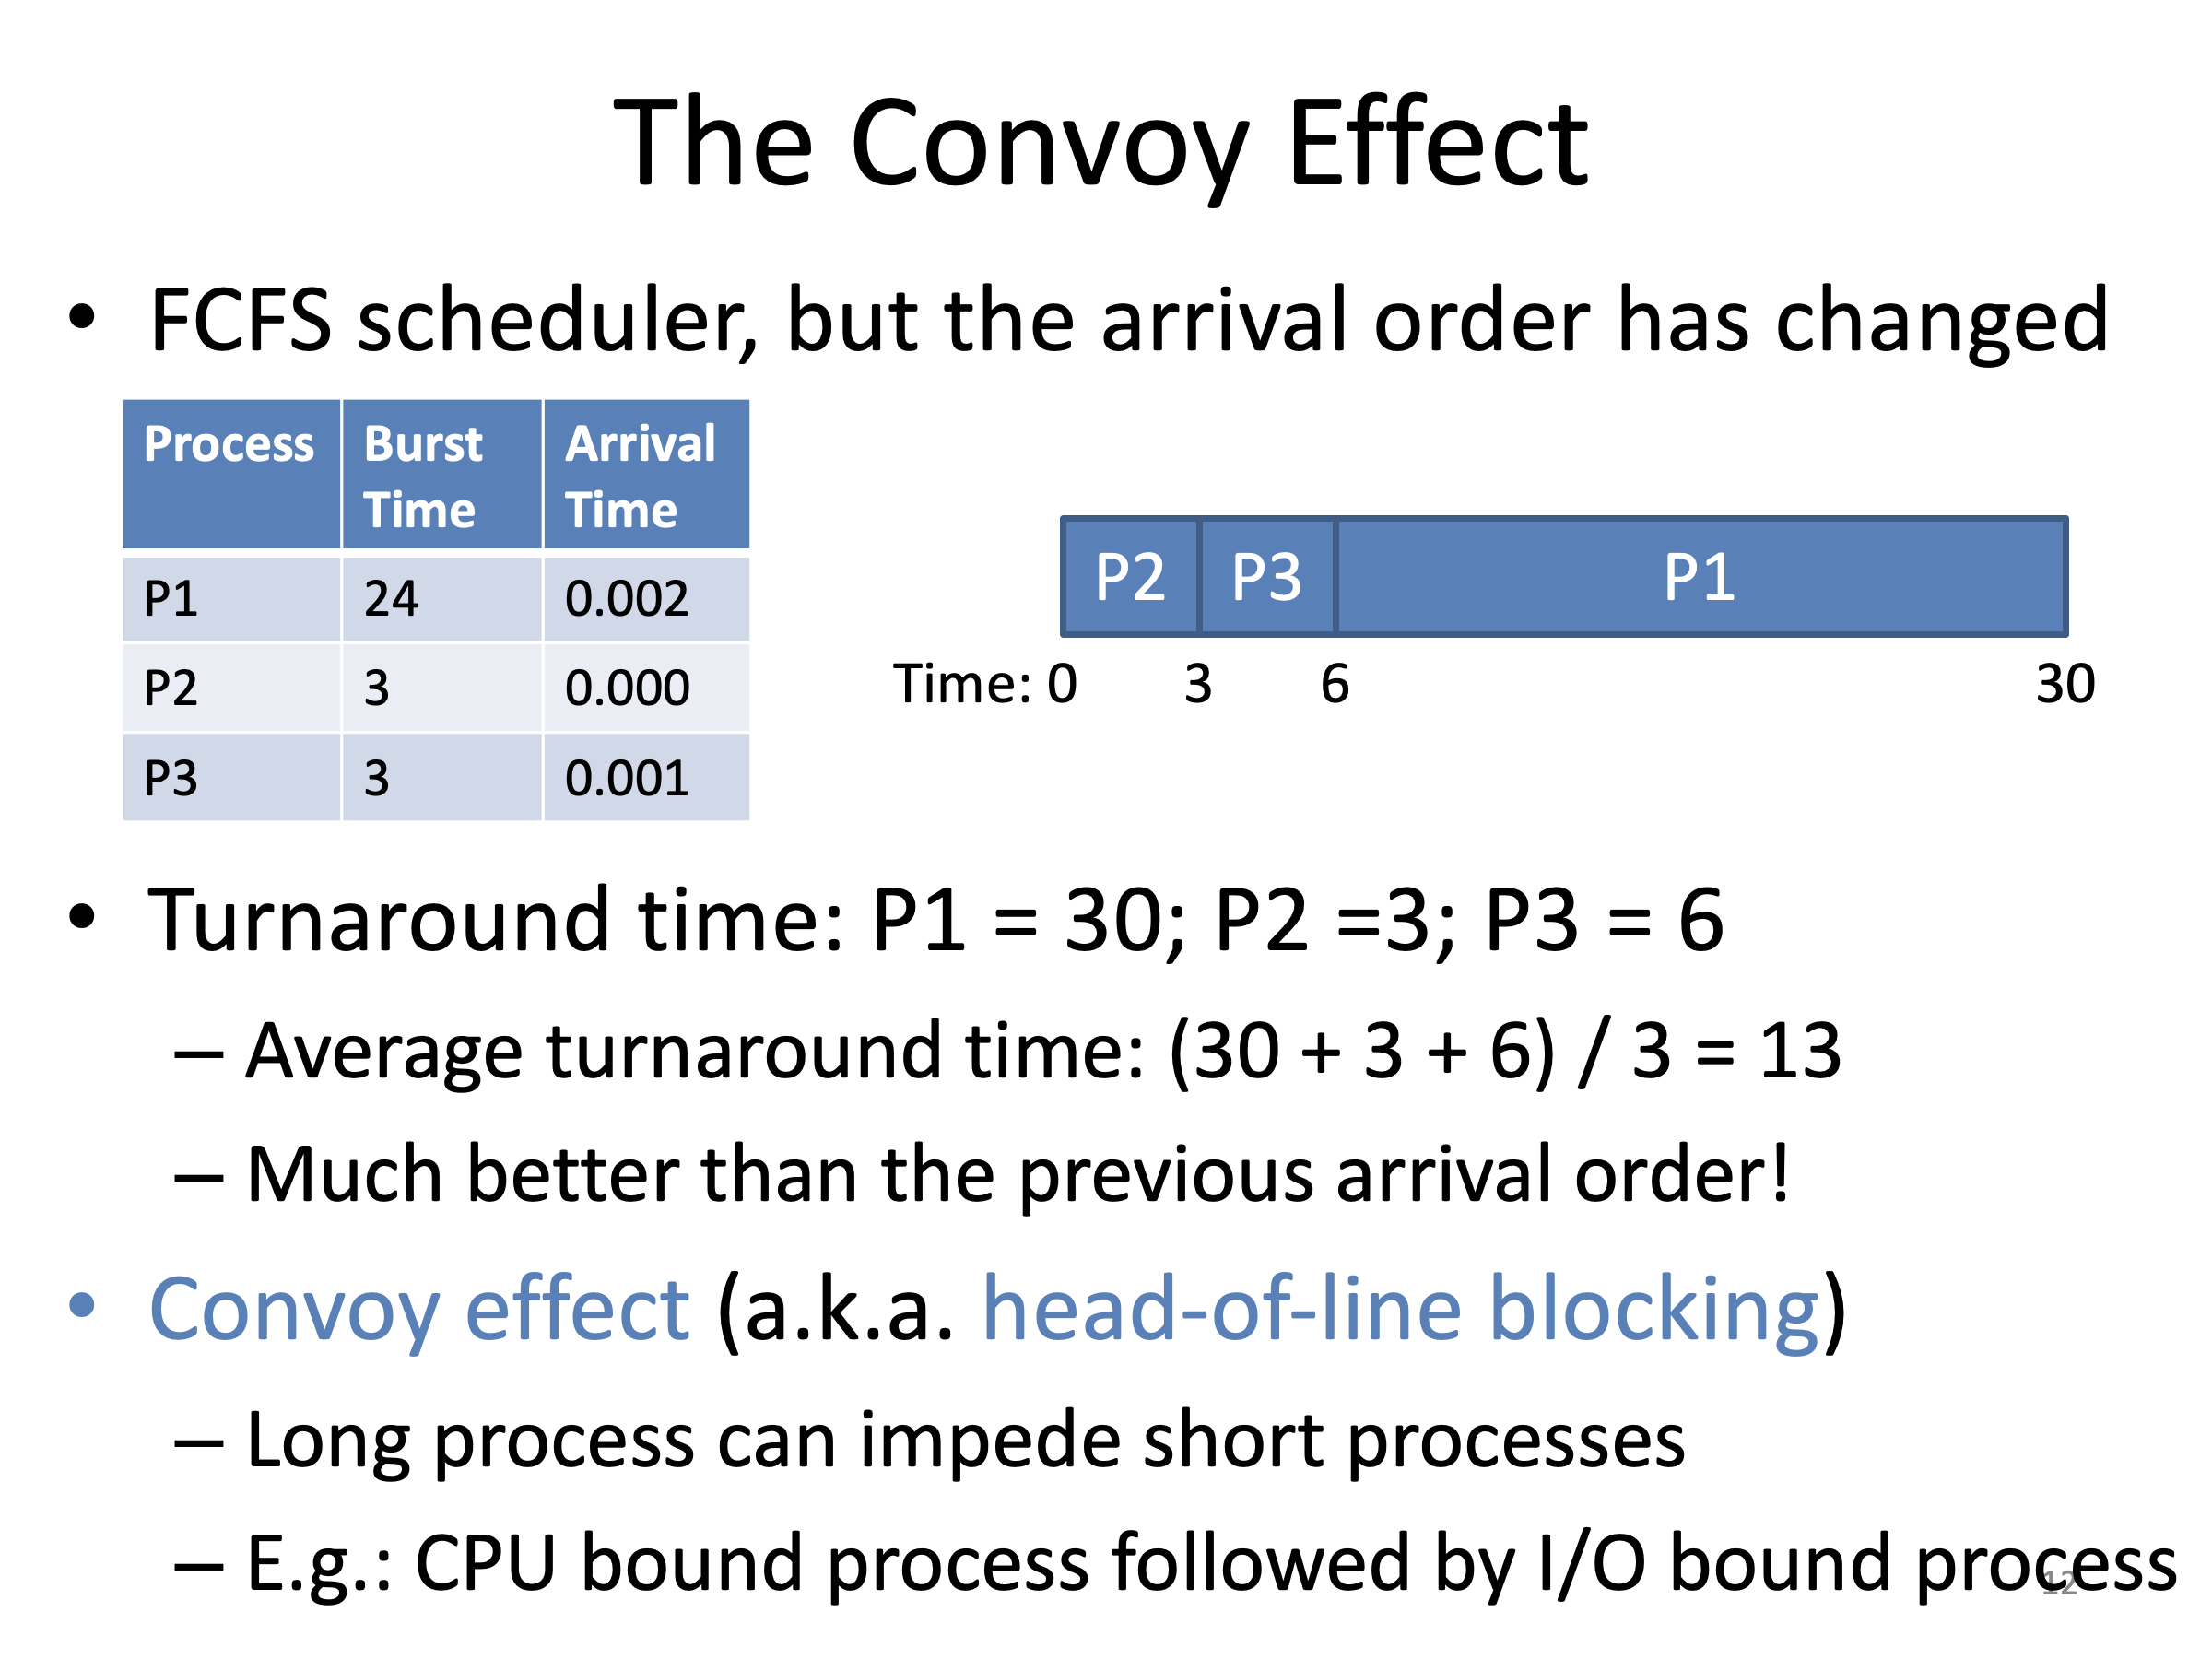 The Convoy Effect
• FCFS scheduler, but the arrival order has changed
Process Burst Time Arrival Time
P1 24 0.002
P2 3 0.000
P3 3 0.001
P2 P3 P1
Time: 0 3 6 30
• Turnaround time: P1 = 30; P2 =3; P3 = 6
– Average turnaround time: (30 + 3 + 6) / 3 = 13
– Much better than the previous arrival order!
• Convoy effect (a.k.a. head-of-line blocking)
– Long process can impede short processes
– E.g.: CPU bound process followed by I/O bound process
12